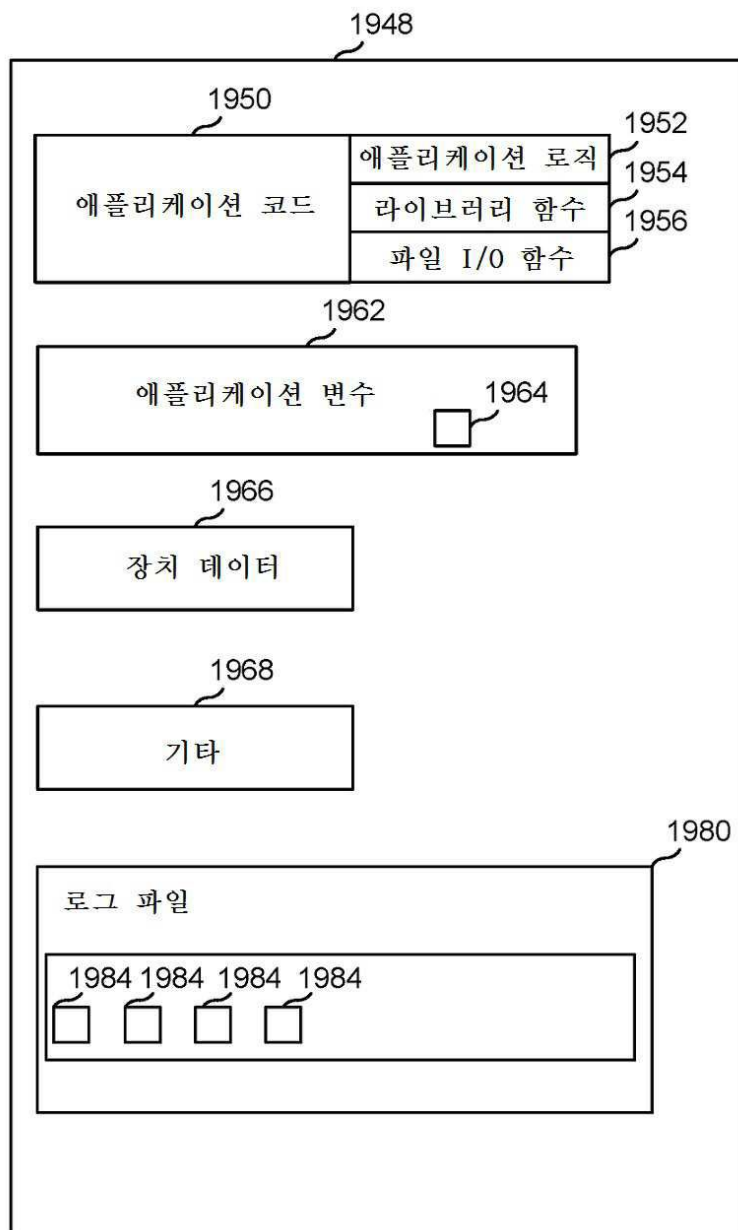 1948
1950
1952
애플리케이션 코드
애플리케이션 로직
1954
라이브러리 함수
1956
파일 I/O 함수
1962
애플리케이션 변수
1964
1966
장치 데이터
1968
기타
1980
로그 파일
1984 1984 1984 1984